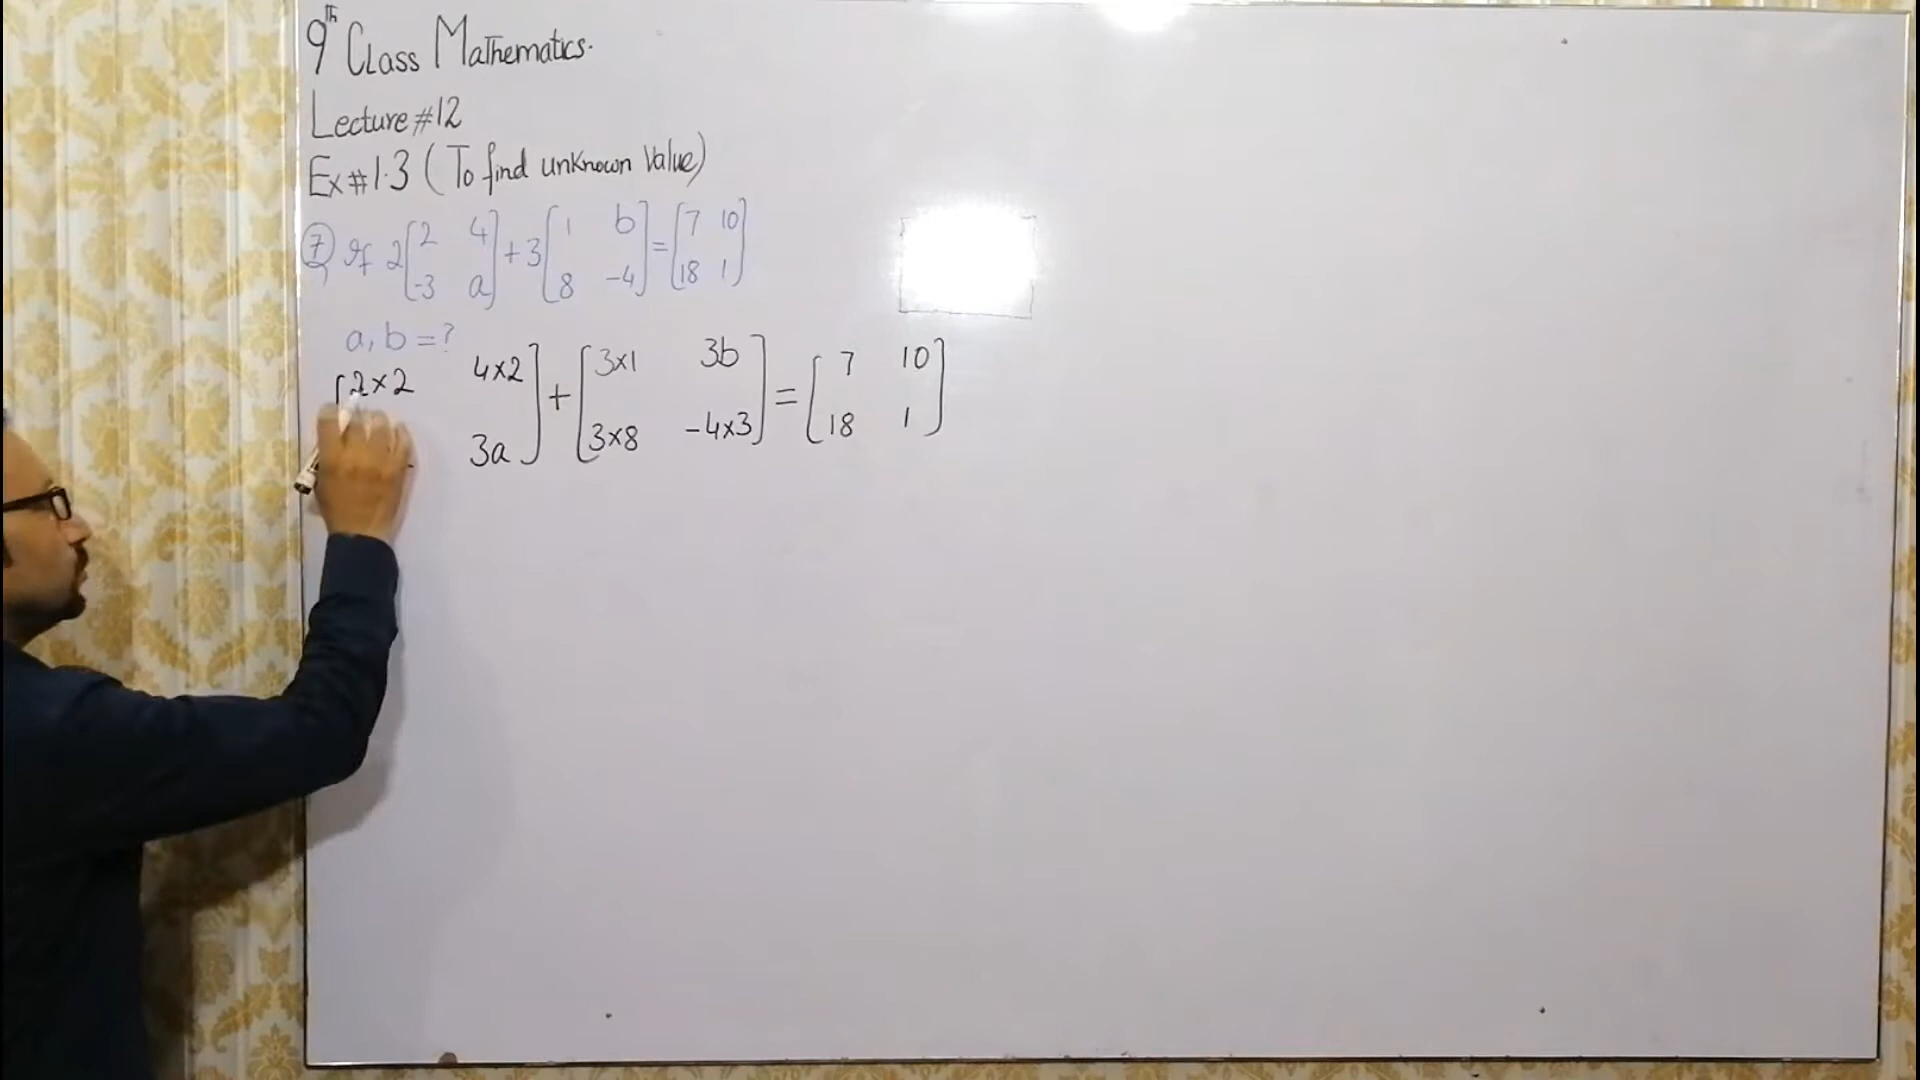 9th Class Mathematics.
Lecture #12
Ex#1.3 (To find unknown Value)
7 If 2[2 4] + 3[1 b] = [7 10]
[-3 a] [8 -4] [18 1]
a, b = ?
[2×2 4×2] + [3×1 3b] = [7 10]
3a] [3×8 -4×3] [18 1]